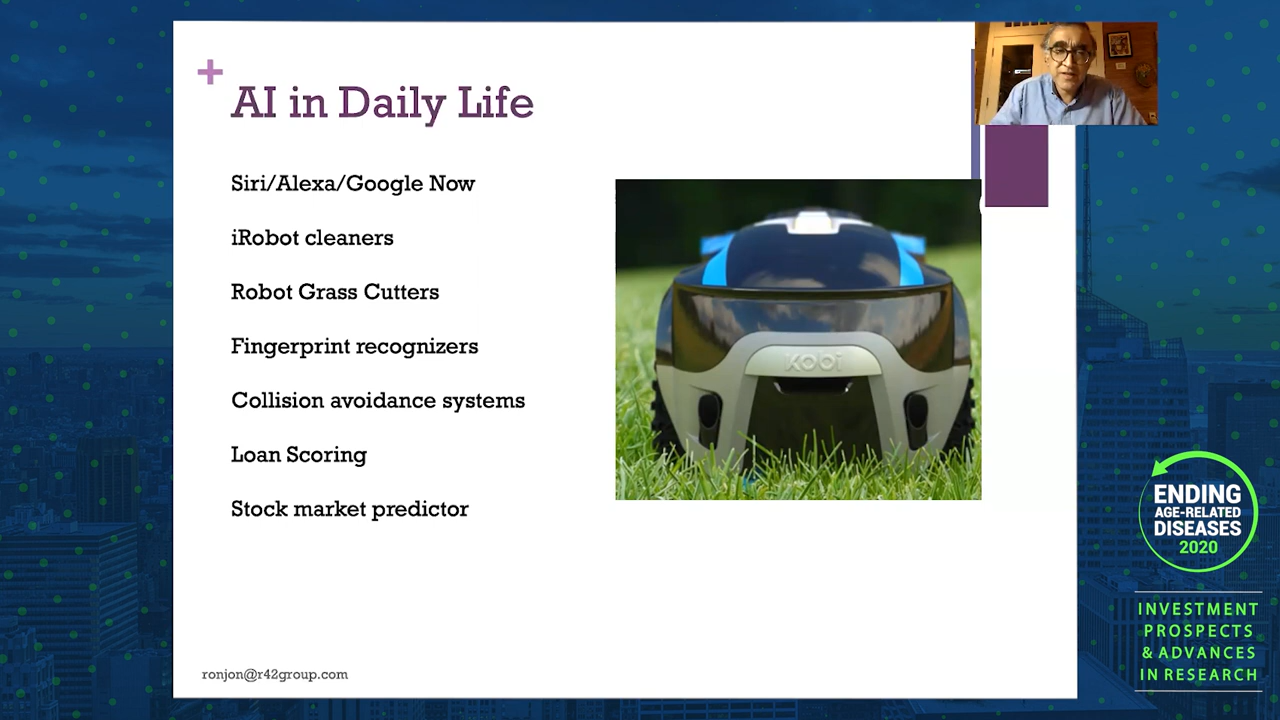 +
AI in Daily Life
Siri/Alexa/Google Now
iRobot cleaners
Robot Grass Cutters
Fingerprint recognizers
Collision avoidance systems
Loan Scoring
Stock market predictor
kobi
ronjon@r42group.com
ENDING
AGE-RELATED
DISEASES
2020
INVESTMENT
PROSPECTS
& ADVANCES
IN RESEARCH